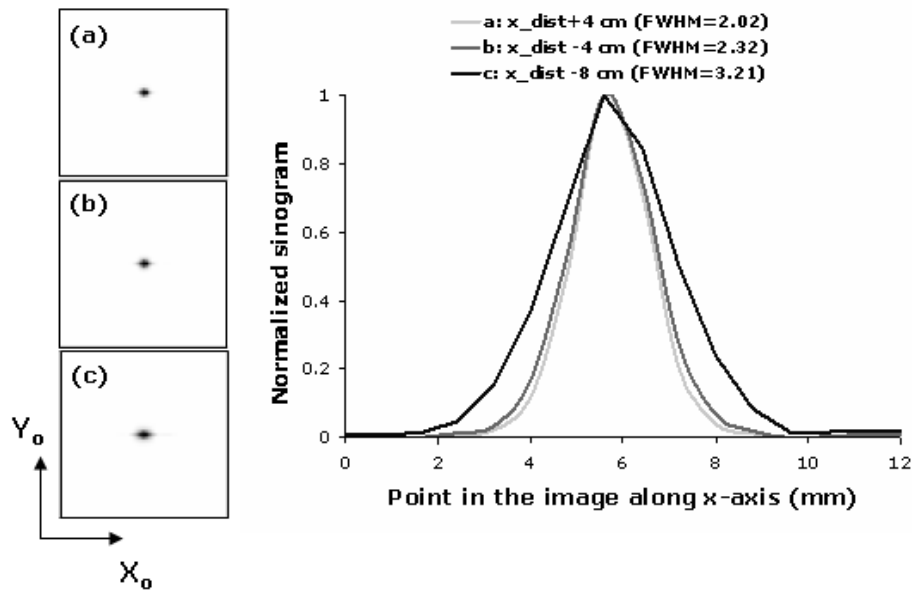 (a)
(b)
(c)
Y₀
X₀
a: x_dist+4 cm (FWHM=2.02)
b: x_dist -4 cm (FWHM=2.32)
c: x_dist -8 cm (FWHM=3.21)
Normalized sinogram
1
0.8
0.6
0.4
0.2
0
0 2 4 6 8 10 12
Point in the image along x-axis (mm)